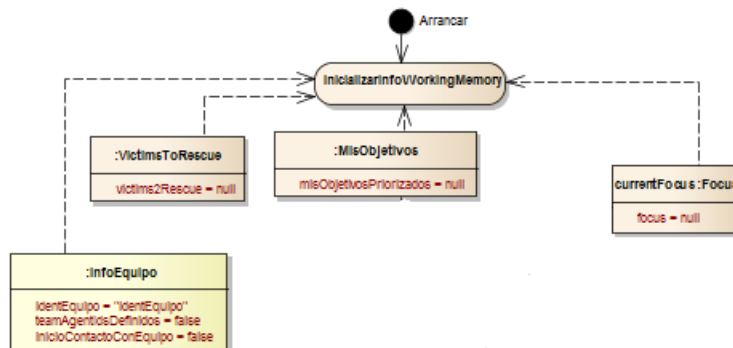 Arrancar
InicializarInfoWorkingMemory
:VictimsToRescue
victims2Rescue = null
:MisObjetivos
misObjetivosPriorizados = null
currentFocus :Focus
focus = null
:InfoEquipo
identEquipo = "identEquipo"
teamAgentIdsDefinidos = false
inicioContactoConEquipo = false